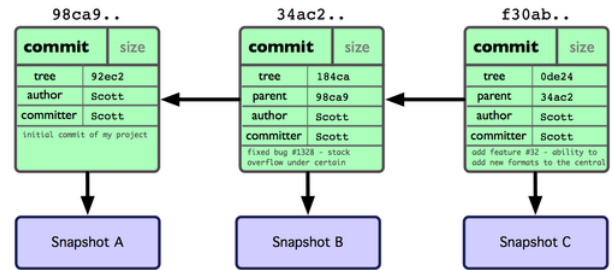 98ca9..
34ac2..
f30ab..
commit size
commit size
commit size
tree 92ec2
author Scott
committer Scott
initial commit of my project
tree 184ca
parent 98ca9
author Scott
committer Scott
fixed bug #1328 - stack
overflow under certain
tree 0de24
parent 34ac2
author Scott
committer Scott
add feature #32 - ability to
add new formats to the central
Snapshot A
Snapshot B
Snapshot C